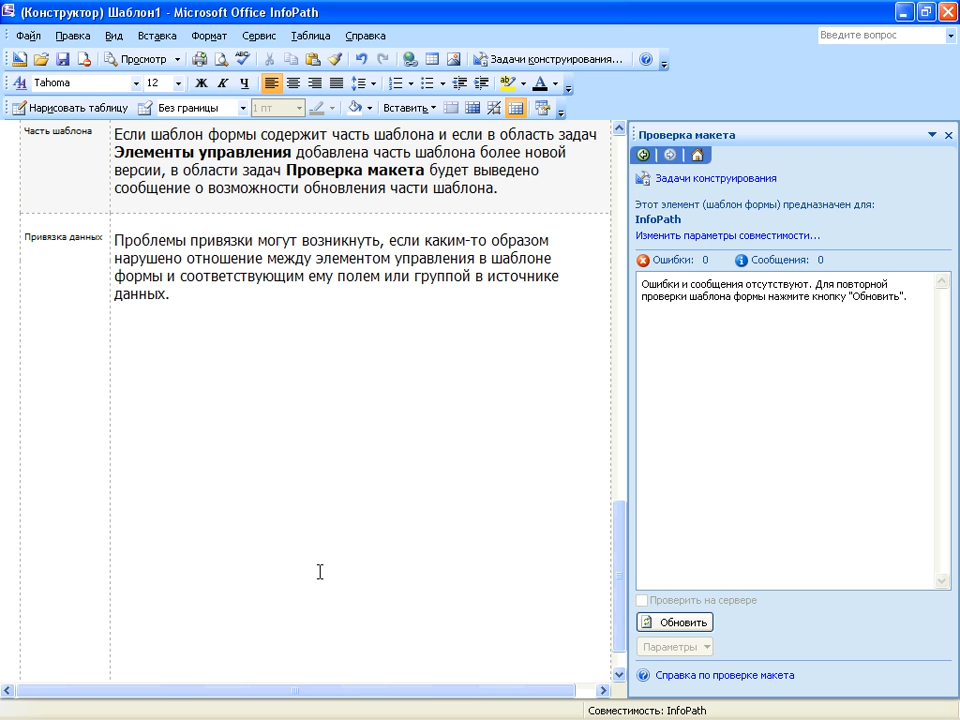 (Конструктор) Шаблон1 - Microsoft Office InfoPath
Файл Правка Вид Вставка Формат Сервис Таблица Справка
Введите вопрос
Просмотр
Задачи конструирования...
Tahoma 12 Ж К Ч
Нарисовать таблицу Без границы 1 пт Вставить
Часть шаблона
Если шаблон формы содержит часть шаблона и если в область задач
Элементы управления добавлена часть шаблона более новой
версии, в области задач Проверка макета будет выведено
сообщение о возможности обновления части шаблона.
Привязка данных
Проблемы привязки могут возникнуть, если каким-то образом
нарушено отношение между элементом управления в шаблоне
формы и соответствующим ему полем или группой в источнике
данных.
Проверка макета
Задачи конструирования
Этот элемент (шаблон формы) предназначен для:
InfoPath
Изменить параметры совместимости...
Ошибки: 0 Сообщения: 0
Ошибки и сообщения отсутствуют. Для повторной
проверки шаблона формы нажмите кнопку "Обновить".
Проверить на сервере
Обновить
Параметры
Справка по проверке макета
Совместимость: InfoPath